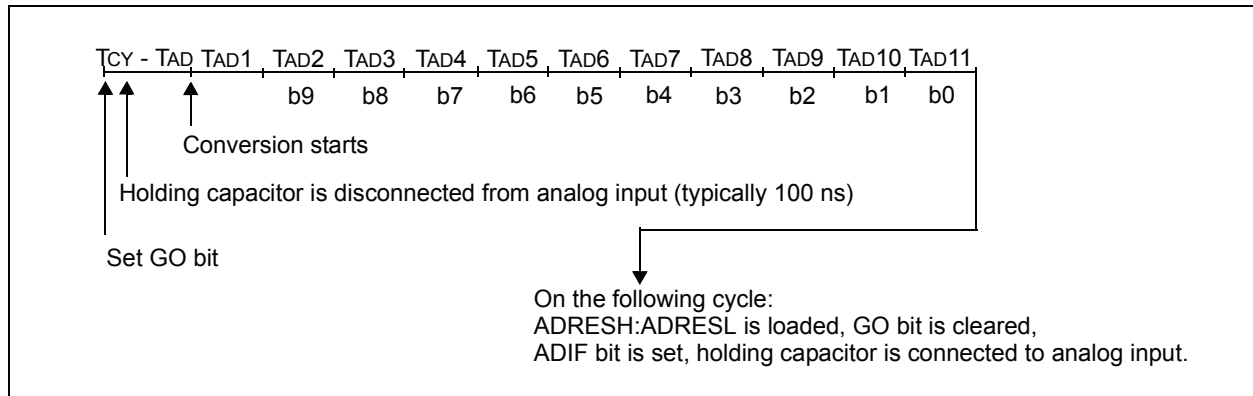 TCY - TAD TAD1 TAD2 TAD3 TAD4 TAD5 TAD6 TAD7 TAD8 TAD9 TAD10 TAD11
b9 b8 b7 b6 b5 b4 b3 b2 b1 b0
Conversion starts
Holding capacitor is disconnected from analog input (typically 100 ns)
Set GO bit
On the following cycle:
ADRESH:ADRESL is loaded, GO bit is cleared,
ADIF bit is set, holding capacitor is connected to analog input.